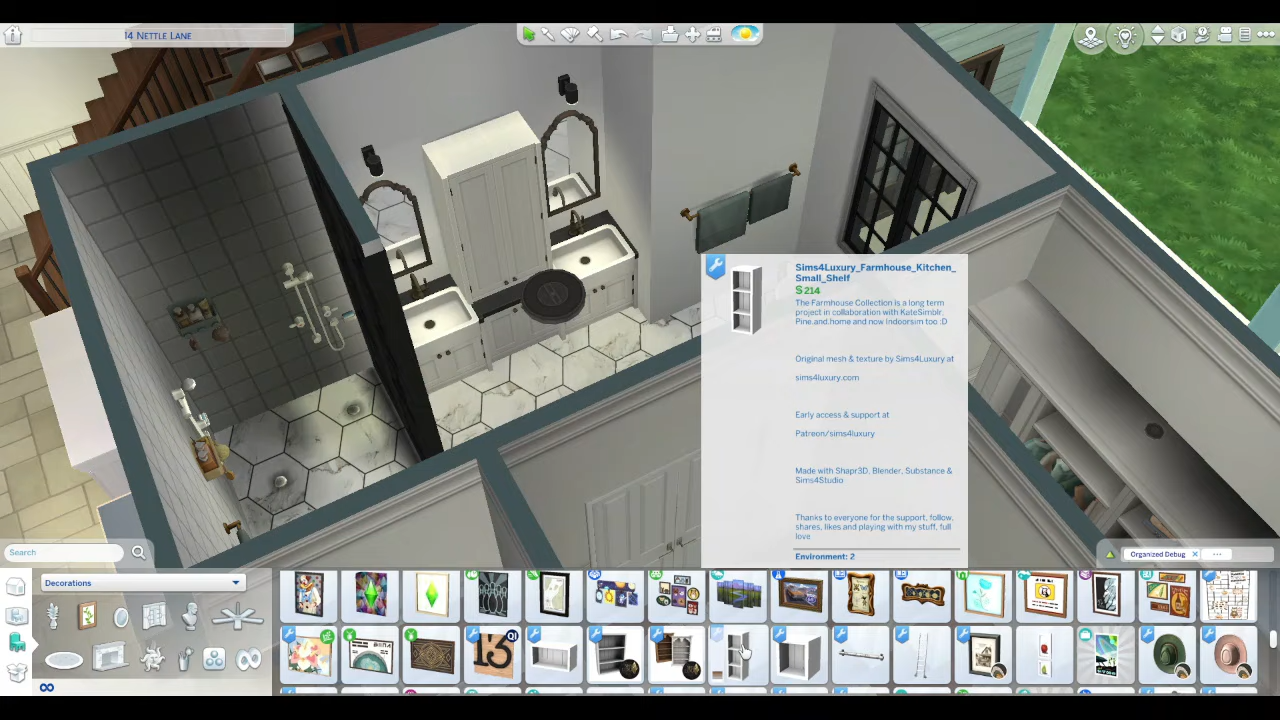 14 NETTLE LANE
Sims4Luxury_Farmhouse_Kitchen_
Small_Shelf
$214
The Farmhouse Collection is a long term
project in collaboration with KateSimblr,
Pine.and.home and now Indoorsim too :D
Original mesh & texture by Sims4Luxury at
sims4luxury.com
Early access & support at
Patreon/sims4luxury
Made with Shapr3D, Blender, Substance &
Sims4Studio
Thanks to everyone for the support, follow,
shares, likes and playing with my stuff, full
love
Environment: 2
Search
Organized Debug
Decorations
13